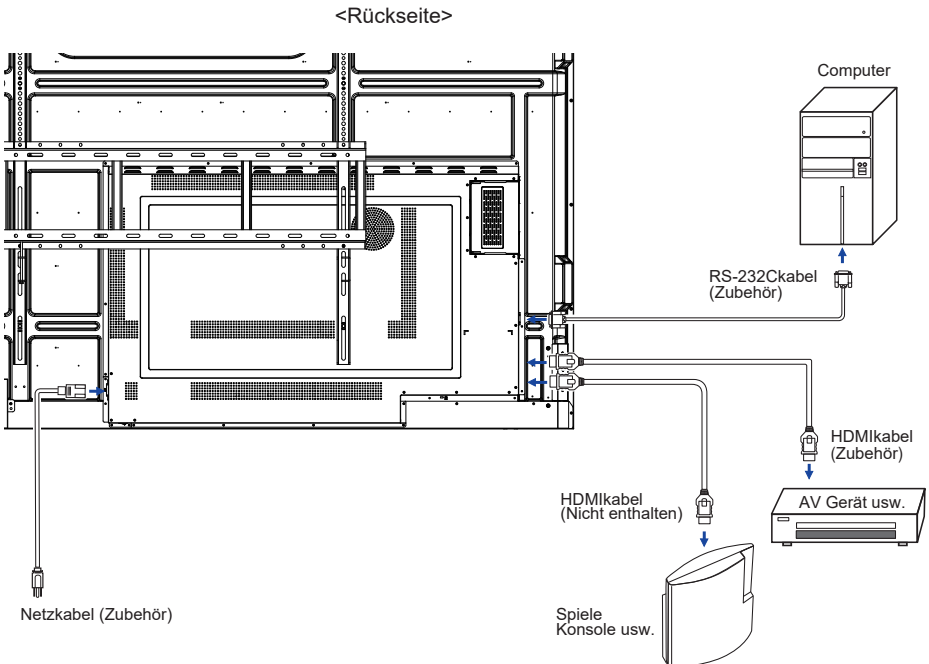 <Rückseite>
Computer
RS-232Ckabel
(Zubehör)
HDMIkabel
(Zubehör)
AV Gerät usw.
HDMIkabel
(Nicht enthalten)
Spiele
Konsole usw.
Netzkabel (Zubehör)